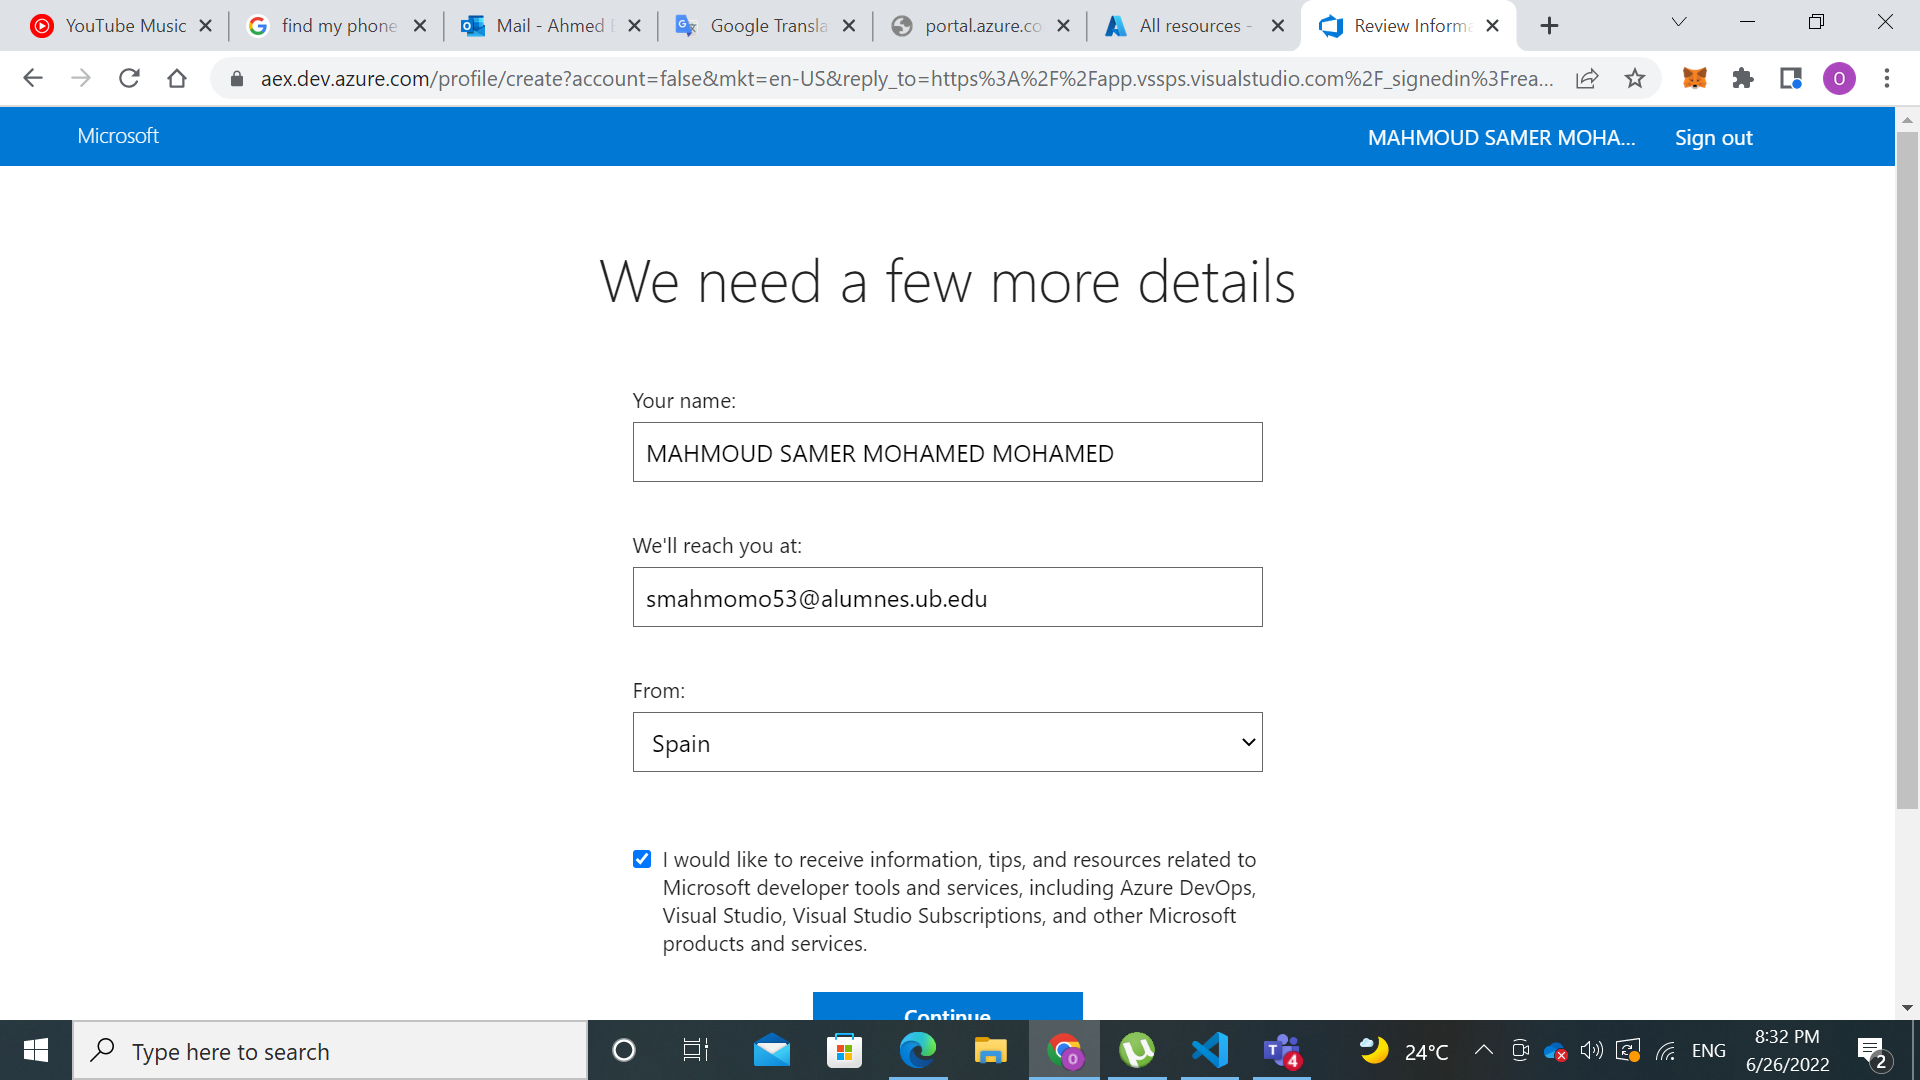 YouTube Music
find my phone
Mail - Ahmed
Google Transla
portal.azure.co
All resources -
Review Informa
aex.dev.azure.com/profile/create?account=false&mkt=en-US&reply_to=https%3A%2F%2Fapp.vssps.visualstudio.com%2F_signedin%3Frea...
O
Microsoft
MAHMOUD SAMER MOHA...
Sign out
We need a few more details
Your name:
MAHMOUD SAMER MOHAMED MOHAMED
We'll reach you at:
smahmomo53@alumnes.ub.edu
From:
Spain
I would like to receive information, tips, and resources related to
Microsoft developer tools and services, including Azure DevOps,
Visual Studio, Visual Studio Subscriptions, and other Microsoft
products and services.
Continue
Type here to search
4
24°C
ENG
8:32 PM
6/26/2022
2